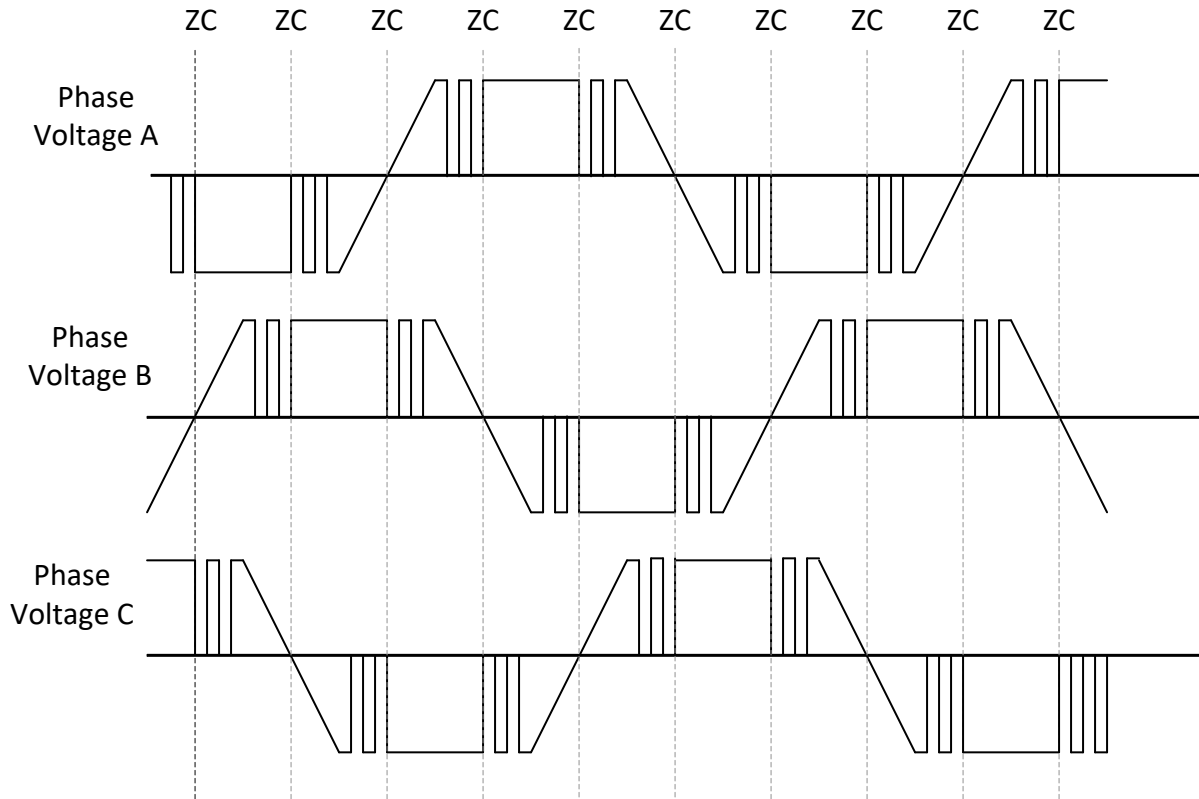 ZC ZC ZC ZC ZC ZC ZC ZC ZC ZC
Phase
Voltage A
Phase
Voltage B
Phase
Voltage C